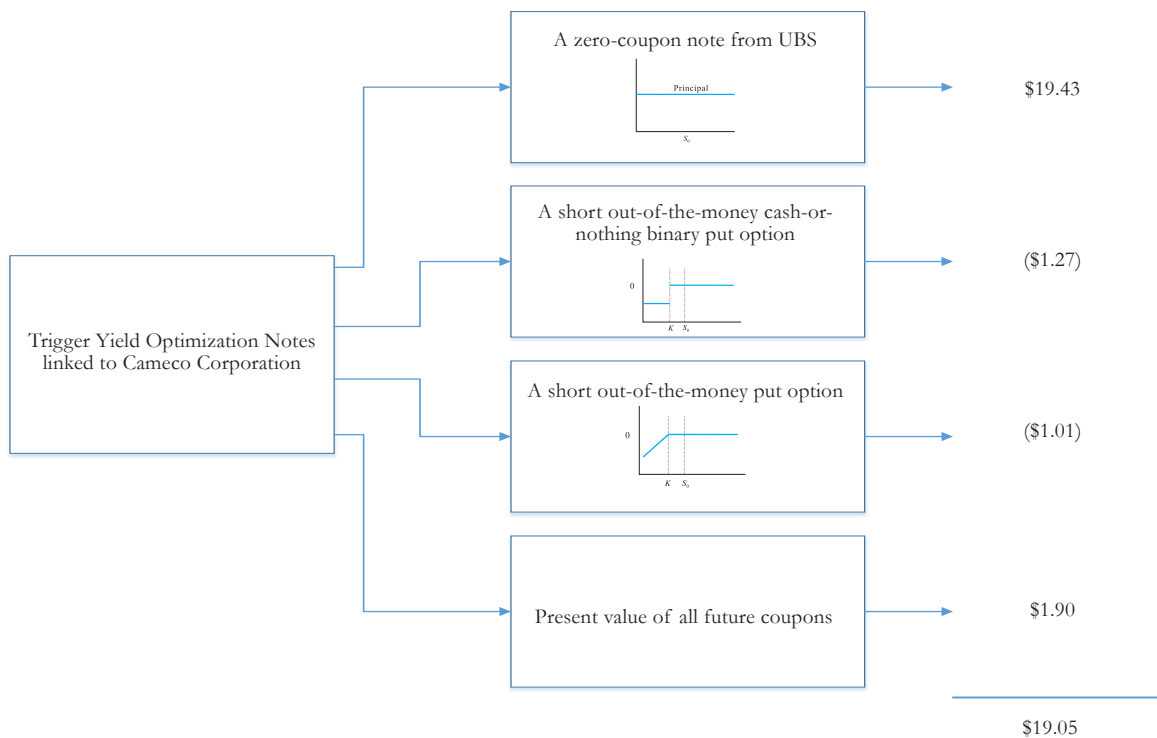 A zero-coupon note from UBS
Principal
S₀
$19.43
A short out-of-the-money cash-or-
nothing binary put option
0
K S₀
($1.27)
Trigger Yield Optimization Notes
linked to Cameco Corporation
A short out-of-the-money put option
0
K S₀
($1.01)
Present value of all future coupons
$1.90
$19.05